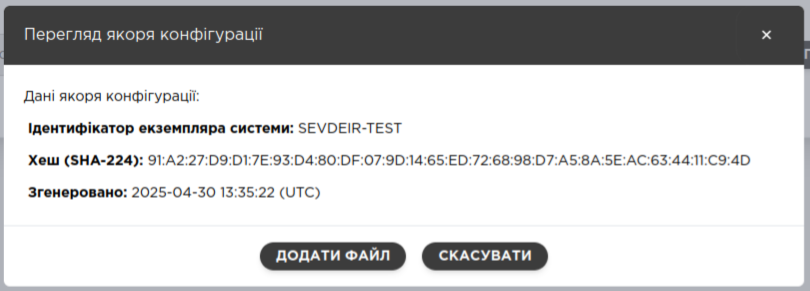 Перегляд якоря конфігурації
×
Дані якоря конфігурації:
Ідентифікатор екземпляра системи: SEVDEIR-TEST
Хеш (SHA-224): 91:A2:27:D9:D1:7E:93:D4:80:DF:07:9D:14:65:ED:72:68:98:D7:A5:8A:5E:AC:63:44:11:C9:4D
Згенеровано: 2025-04-30 13:35:22 (UTC)
ДОДАТИ ФАЙЛ СКАСУВАТИ